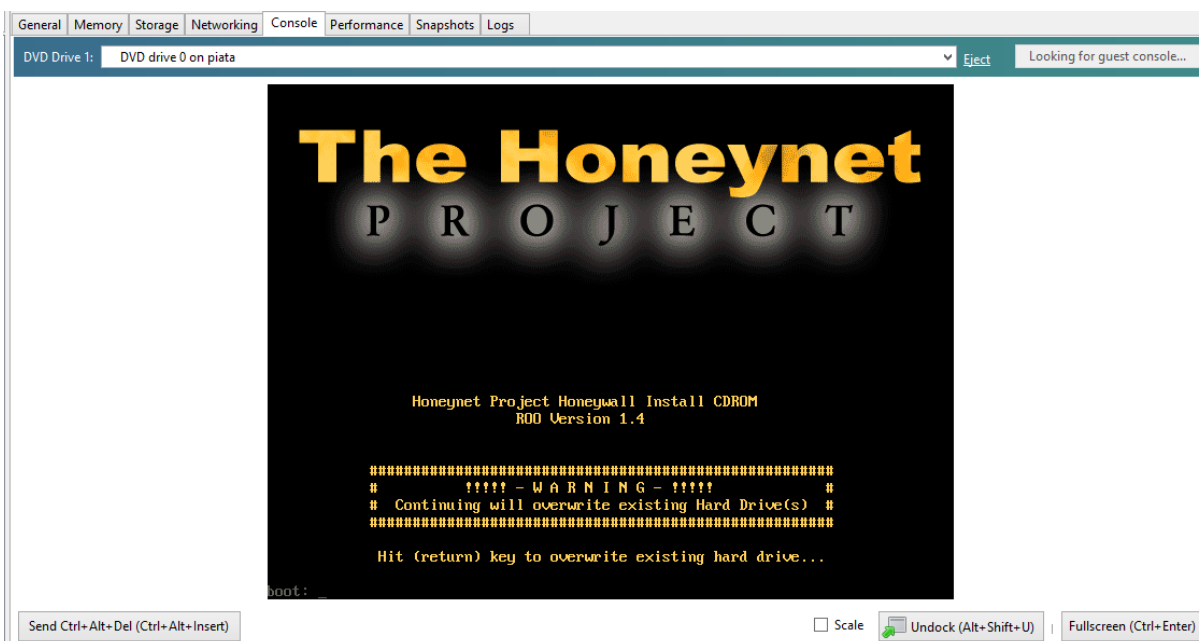 General Memory Storage Networking Console Performance Snapshots Logs
DVD Drive 1: DVD drive 0 on piata Eject Looking for guest console...
The Honeynet
PROJECT
Honeynet Project Honeywall Install CDROM
ROO Version 1.4
######################################################
# !!!!! - W A R N I N G - !!!!! #
# Continuing will overwrite existing Hard Drive(s) #
######################################################
Hit (return) key to overwrite existing hard drive...
boot: _
Send Ctrl+Alt+Del (Ctrl+Alt+Insert) Scale Undock (Alt+Shift+U) Fullscreen (Ctrl+Enter)